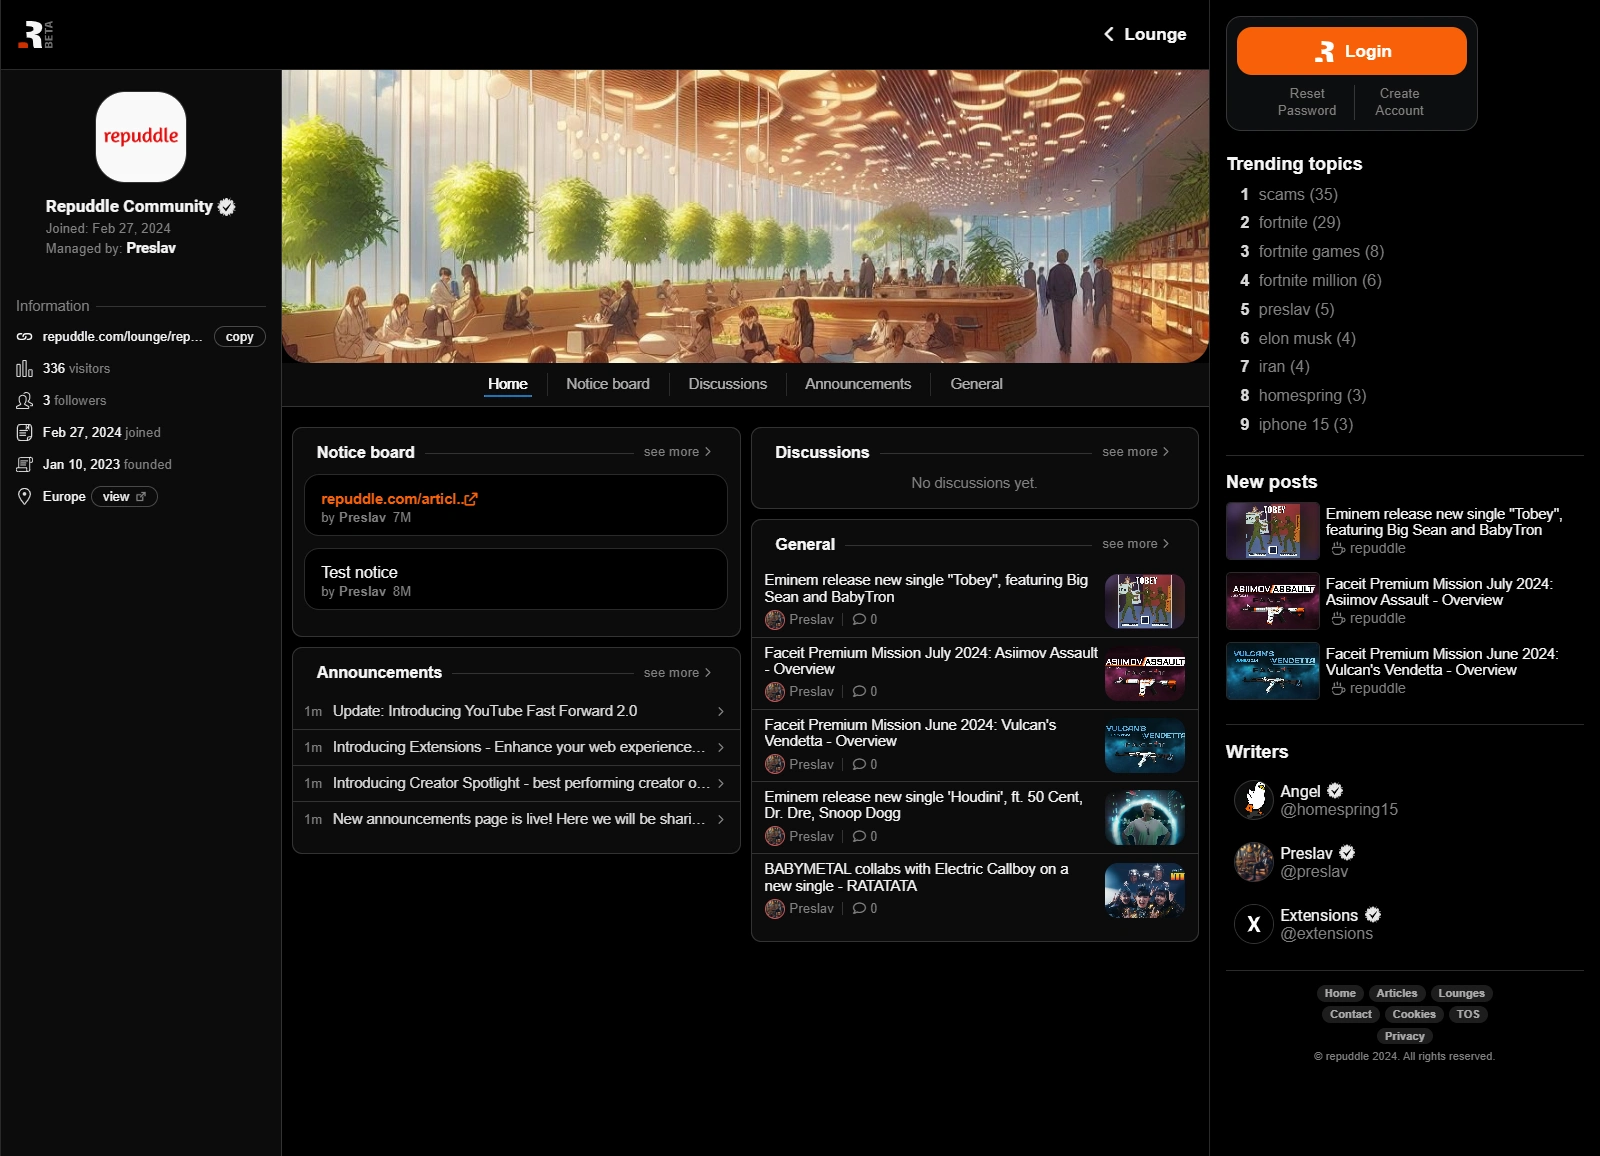 BETA
Lounge
repuddle
Repuddle Community
Joined: Feb 27, 2024
Managed by: Preslav
Information
repuddle.com/lounge/rep... copy
336 visitors
3 followers
Feb 27, 2024 joined
Jan 10, 2023 founded
Europe view
Home
Notice board
Discussions
Announcements
General
Notice board
see more
repuddle.com/articl..
by Preslav 7M
Test notice
by Preslav 8M
Announcements
see more
1m Update: Introducing YouTube Fast Forward 2.0
1m Introducing Extensions - Enhance your web experience...
1m Introducing Creator Spotlight - best performing creator o...
1m New announcements page is live! Here we will be shari...
Discussions
see more
No discussions yet.
General
see more
Eminem release new single "Tobey", featuring Big
Sean and BabyTron
Preslav 0
TOBEY
Faceit Premium Mission July 2024: Asiimov Assault
- Overview
Preslav 0
ASIIMOV ASSAULT
Faceit Premium Mission June 2024: Vulcan's
Vendetta - Overview
Preslav 0
VULCAN'S
VENDETTA
Eminem release new single 'Houdini', ft. 50 Cent,
Dr. Dre, Snoop Dogg
Preslav 0
BABYMETAL collabs with Electric Callboy on a
new single - RATATATA
Preslav 0
Login
Reset
Password
Create
Account
Trending topics
1 scams (35)
2 fortnite (29)
3 fortnite games (8)
4 fortnite million (6)
5 preslav (5)
6 elon musk (4)
7 iran (4)
8 homespring (3)
9 iphone 15 (3)
New posts
TOBEY
Eminem release new single "Tobey",
featuring Big Sean and BabyTron
repuddle
ASIIMOV ASSAULT
Faceit Premium Mission July 2024:
Asiimov Assault - Overview
repuddle
VULCAN'S
VENDETTA
Faceit Premium Mission June 2024:
Vulcan's Vendetta - Overview
repuddle
Writers
Angel
@homespring15
Preslav
@preslav
X
Extensions
@extensions
Home Articles Lounges
Contact Cookies TOS
Privacy
© repuddle 2024. All rights reserved.